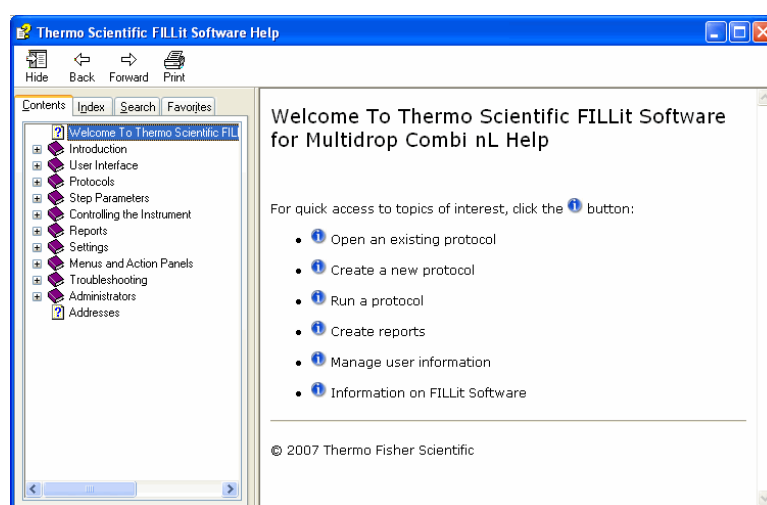 Thermo Scientific FILLit Software Help
Hide Back Forward Print
Contents Index Search Favorites
Welcome To Thermo Scientific FILL
Introduction
User Interface
Protocols
Step Parameters
Controlling the Instrument
Reports
Settings
Menus and Action Panels
Troubleshooting
Administrators
Addresses
Welcome To Thermo Scientific FILLit Software
for Multidrop Combi nL Help
For quick access to topics of interest, click the button:
Open an existing protocol
Create a new protocol
Run a protocol
Create reports
Manage user information
Information on FILLit Software
© 2007 Thermo Fisher Scientific